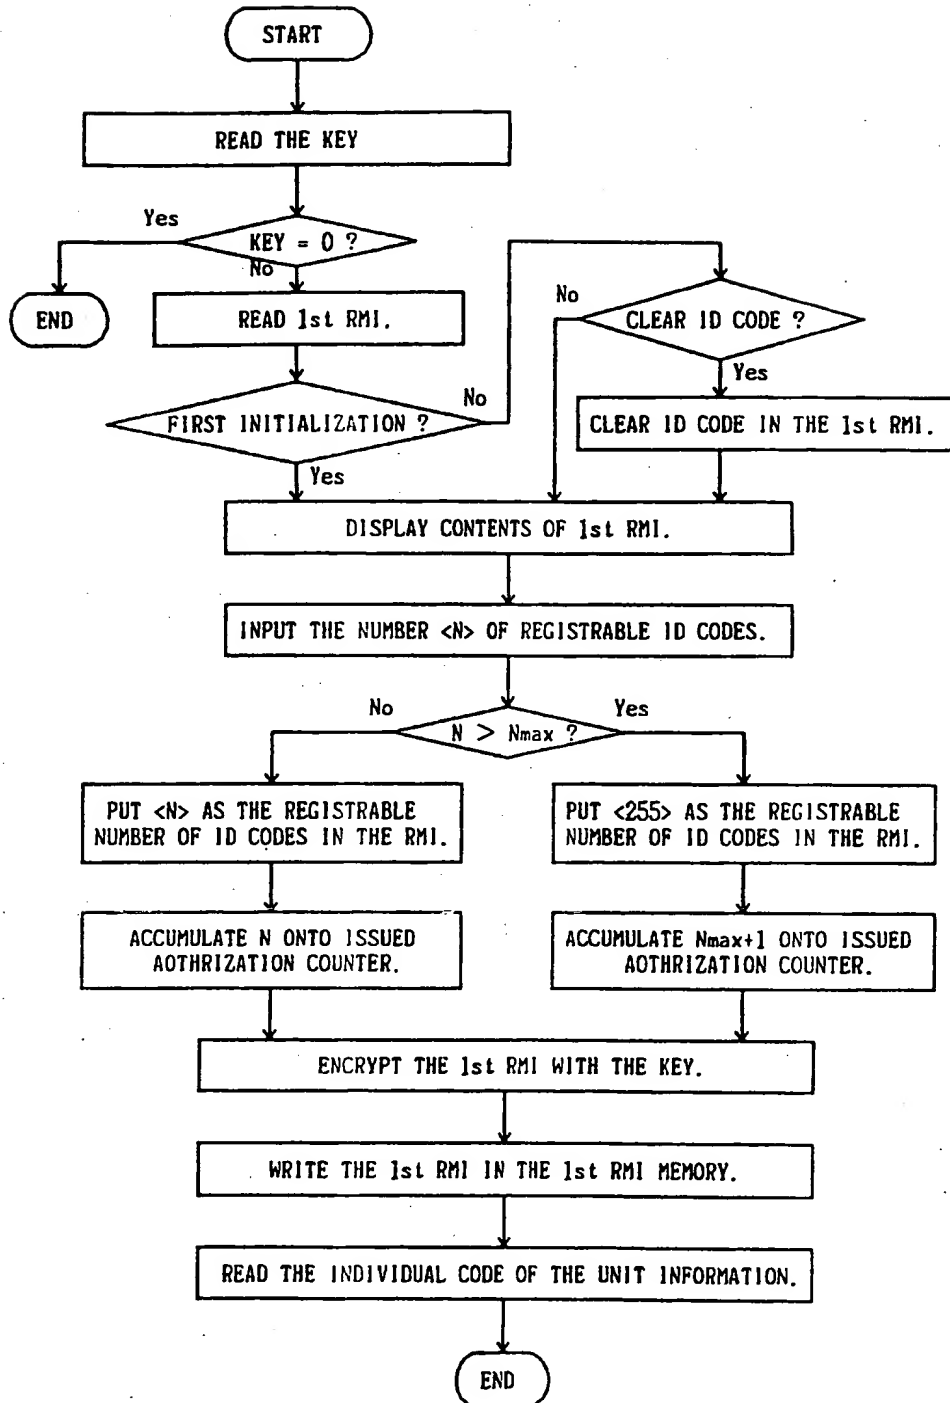 START
READ THE KEY
Yes
KEY = 0 ?
No
END
READ 1st RMI.
No
CLEAR ID CODE ?
Yes
FIRST INITIALIZATION ?
No
CLEAR ID CODE IN THE 1st RMI.
Yes
DISPLAY CONTENTS OF 1st RMI.
INPUT THE NUMBER <N> OF REGISTRABLE ID CODES.
No
N > Nmax ?
Yes
PUT <N> AS THE REGISTRABLE
NUMBER OF ID CODES IN THE RMI.
PUT <255> AS THE REGISTRABLE
NUMBER OF ID CODES IN THE RMI.
ACCUMULATE N ONTO ISSUED
AOTHRIZATION COUNTER.
ACCUMULATE Nmax+1 ONTO ISSUED
AOTHRIZATION COUNTER.
ENCRYPT THE 1st RMI WITH THE KEY.
WRITE THE 1st RMI IN THE 1st RMI MEMORY.
READ THE INDIVIDUAL CODE OF THE UNIT INFORMATION.
END